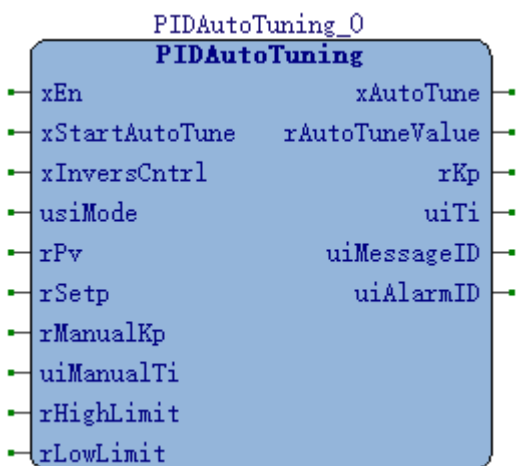 PIDAutoTuning_0
PIDAutoTuning
xEn xAutoTune
xStartAutoTune rAutoTuneValue
xInversCntrl rKp
usiMode uiTi
rPv uiMessageID
rSetp uiAlarmID
rManualKp
uiManualTi
rHighLimit
rLowLimit